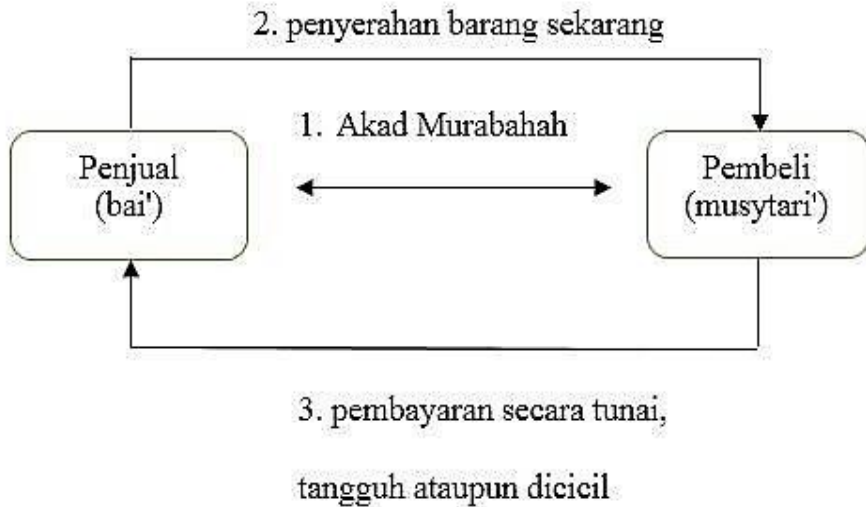 2. penyerahan barang sekarang
1. Akad Murabahah
Penjual
(bai')
Pembeli
(musytari')
3. pembayaran secara tunai,
tangguh ataupun dicicil